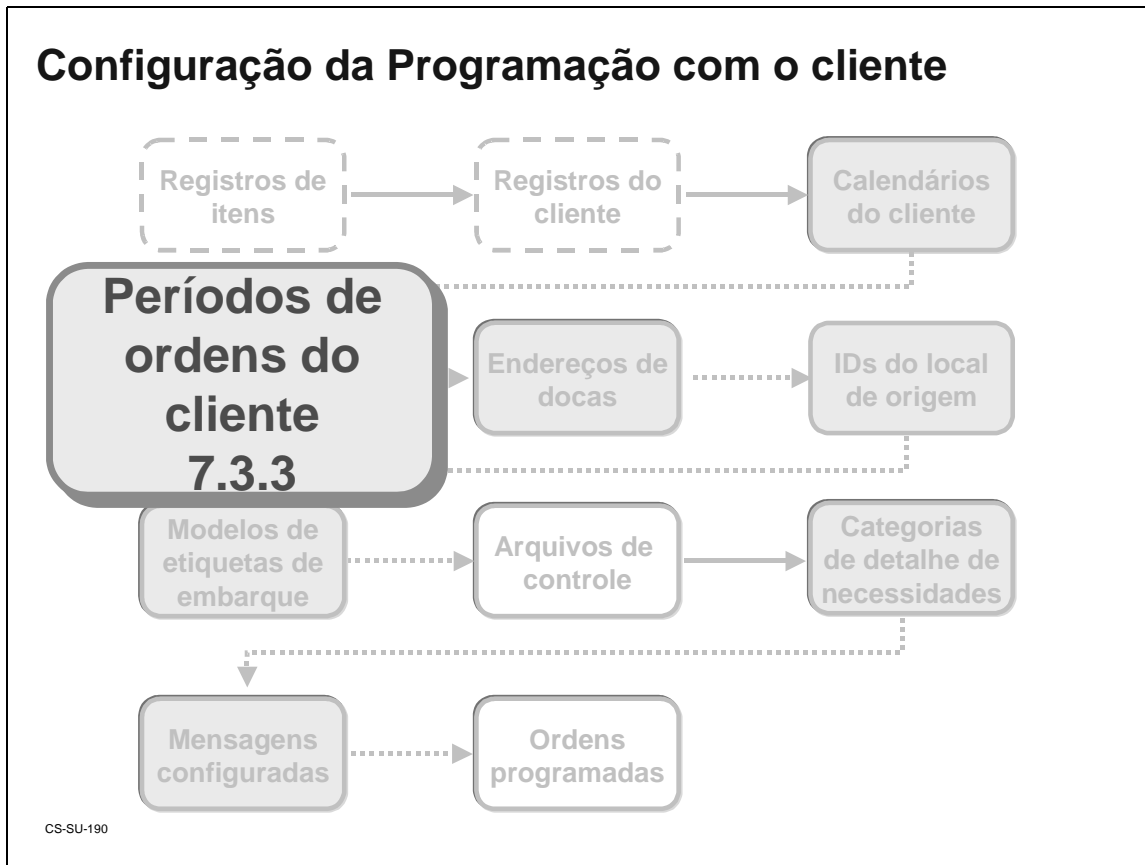 Configuração da Programação com o cliente
Registros de
itens
Registros do
cliente
Calendários
do cliente
Períodos de
ordens do
cliente
7.3.3
Endereços de
docas
IDs do local
de origem
Modelos de
etiquetas de
embarque
Arquivos de
controle
Categorias
de detalhe de
necessidades
Mensagens
configuradas
Ordens
programadas
CS-SU-190